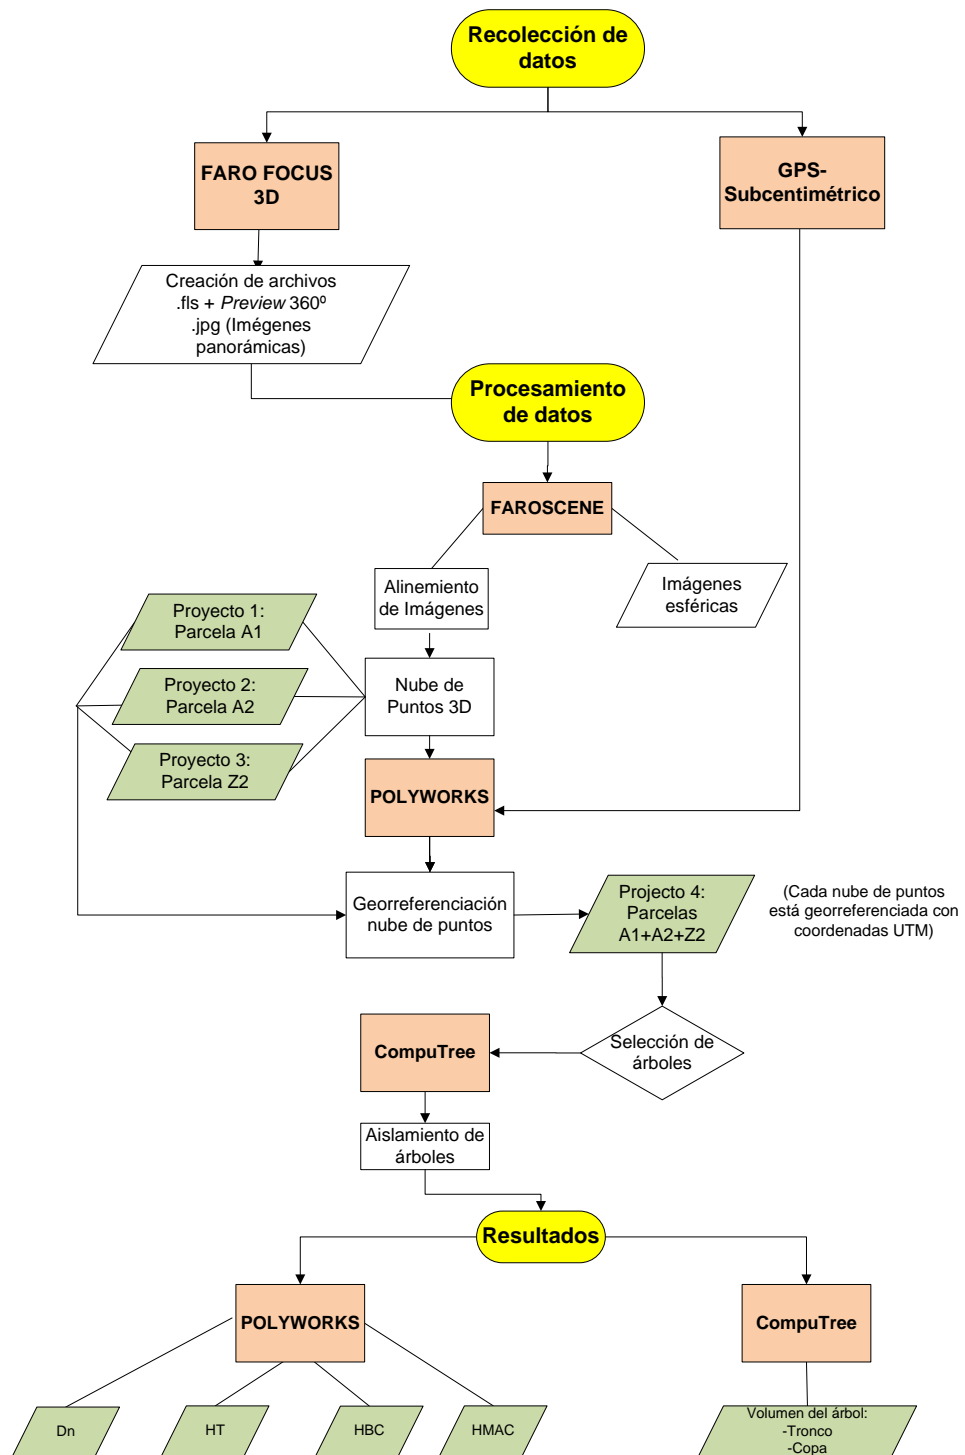 Recolección de
datos
FARO FOCUS
3D
GPS-
Subcentimétrico
Creación de archivos
.fls + Preview 360º
.jpg (Imégenes
panorámicas)
Procesamiento
de datos
FAROSCENE
Alinemiento
de Imágenes
Imágenes
esféricas
Proyecto 1:
Parcela A1
Proyecto 2:
Parcela A2
Proyecto 3:
Parcela Z2
Nube de
Puntos 3D
POLYWORKS
Georreferenciación
nube de puntos
Projecto 4:
Parcelas
A1+A2+Z2
(Cada nube de puntos
está georreferenciada con
coordenadas UTM)
Selección de
árboles
CompuTree
Aislamiento de
árboles
Resultados
POLYWORKS
CompuTree
Dn
HT
HBC
HMAC
Volumen del árbol:
-Tronco
-Copa